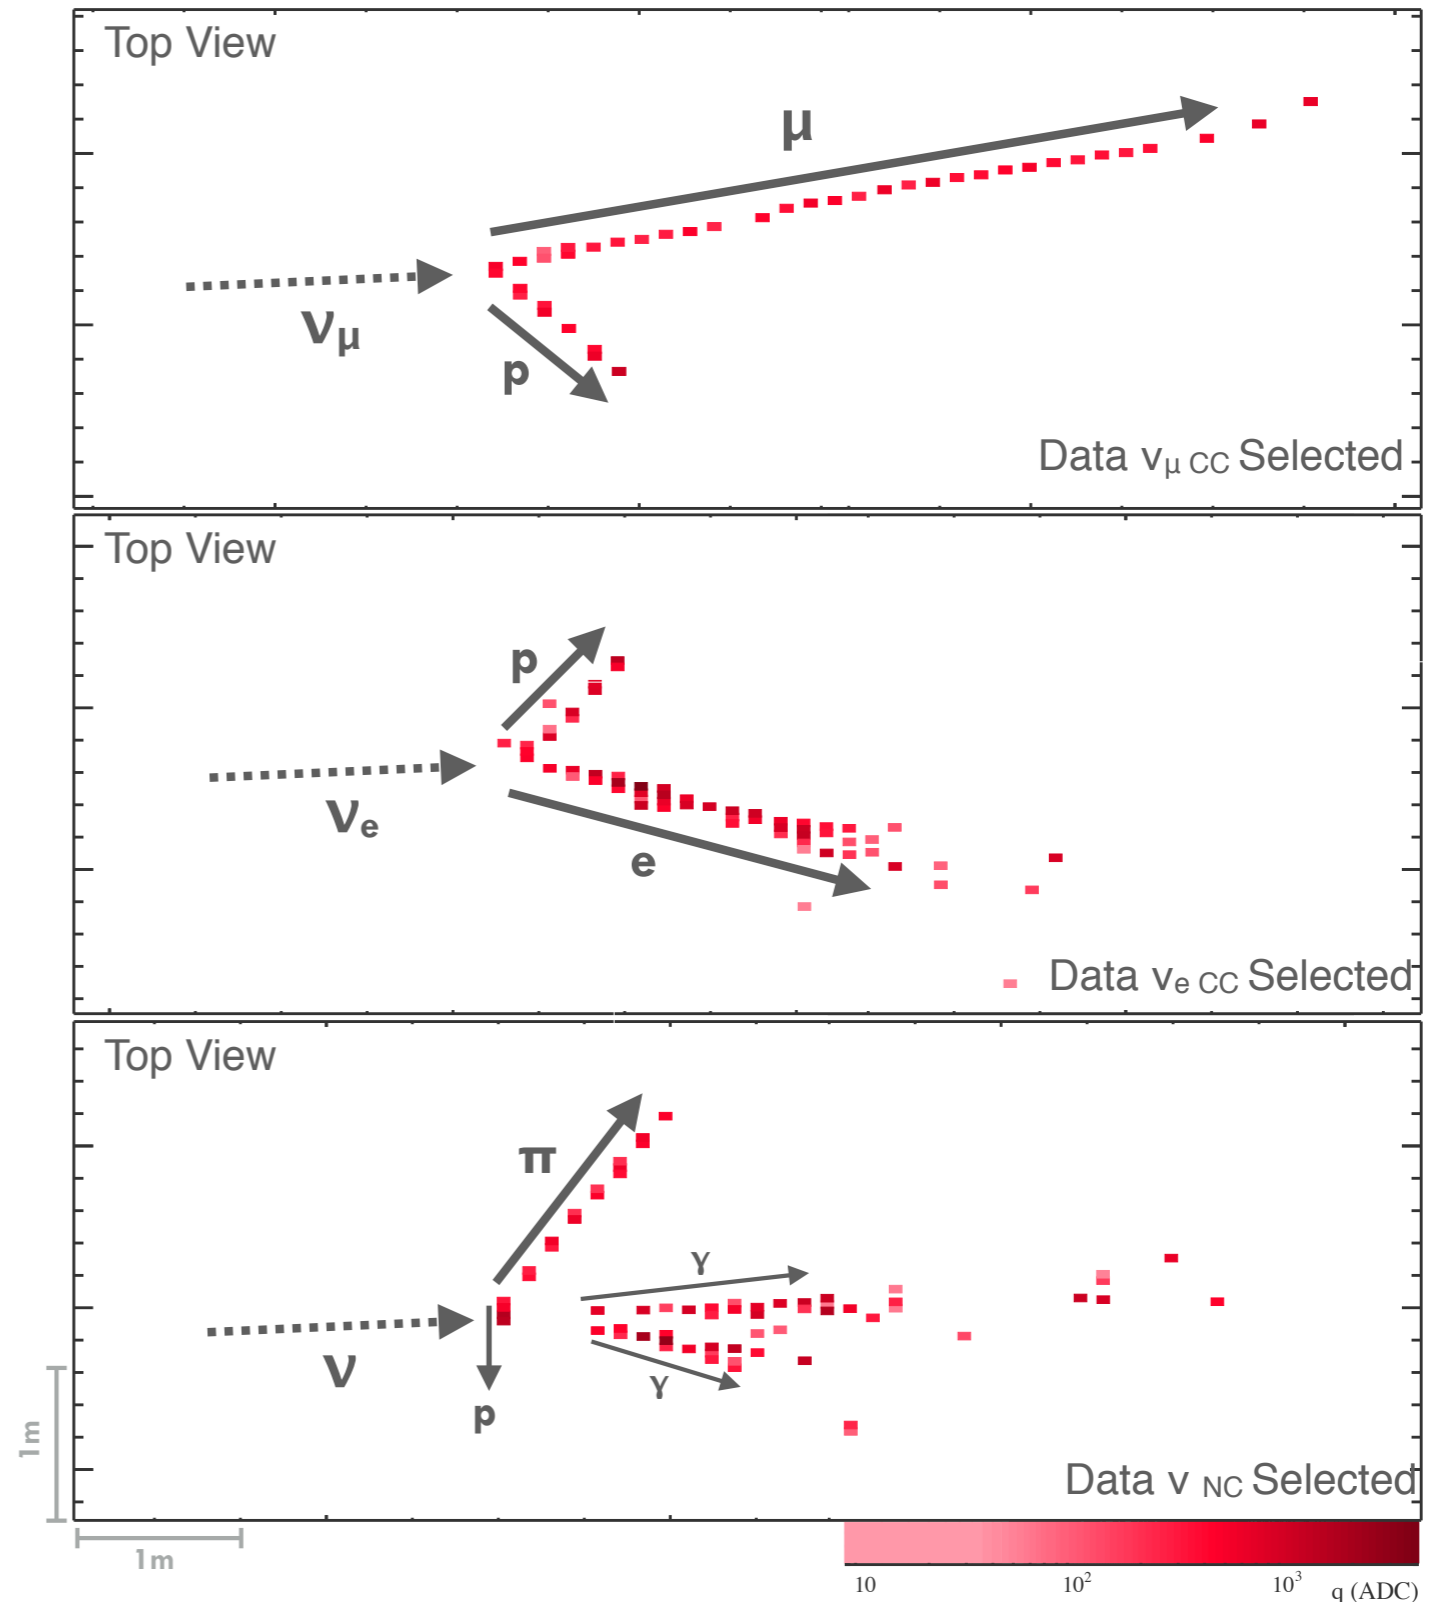 Top View
μ
νμ
p
Data νμ CC Selected
Top View
p
νe
e
Data νe CC Selected
Top View
π
γ
ν
γ
p
1m
Data ν NC Selected
1m
10 10² 10³ q (ADC)